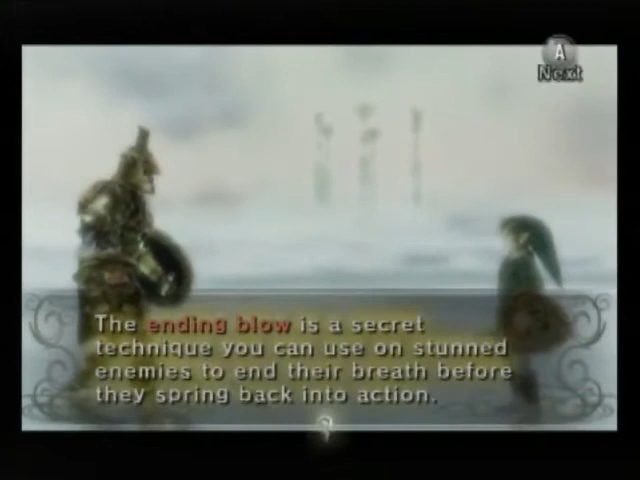 A
Next
The ending blow is a secret
technique you can use on stunned
enemies to end their breath before
they spring back into action.